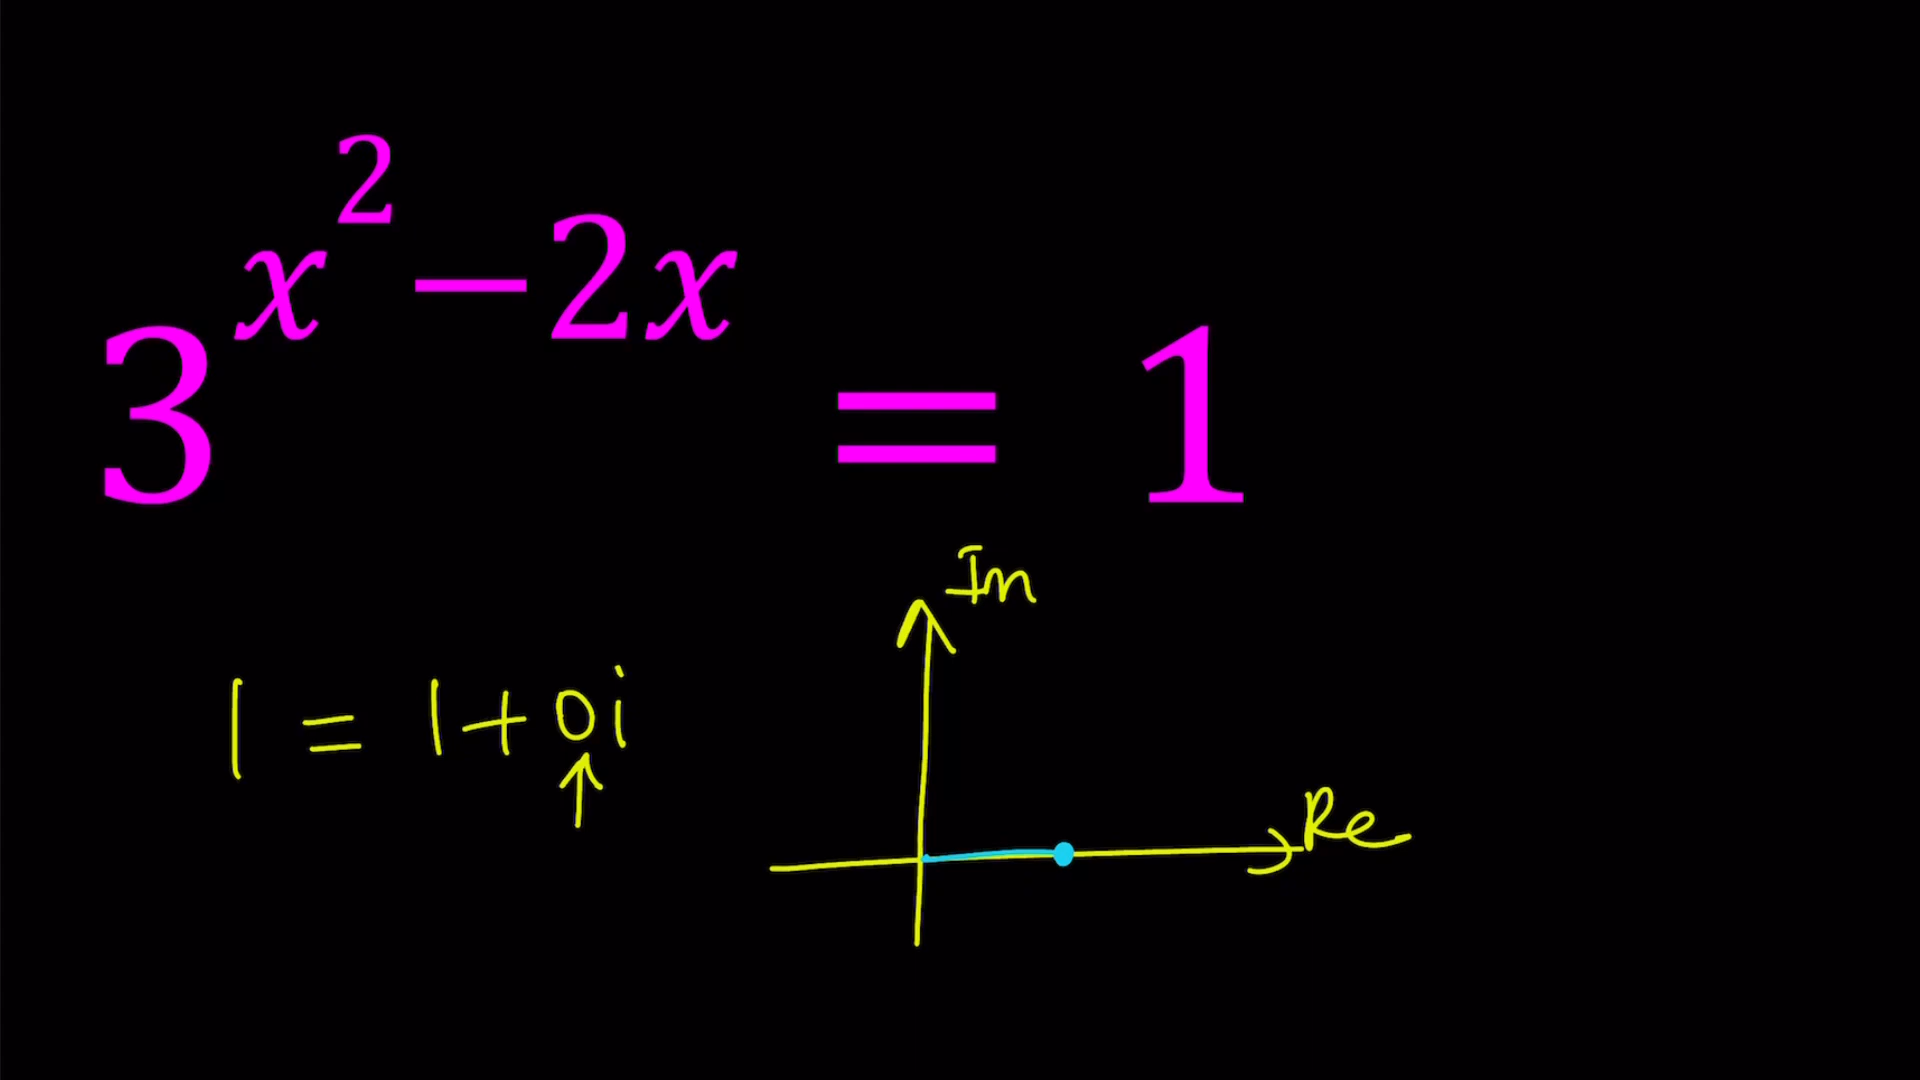 3^{x^2-2x} = 1
Im
1 = 1+0i
Re